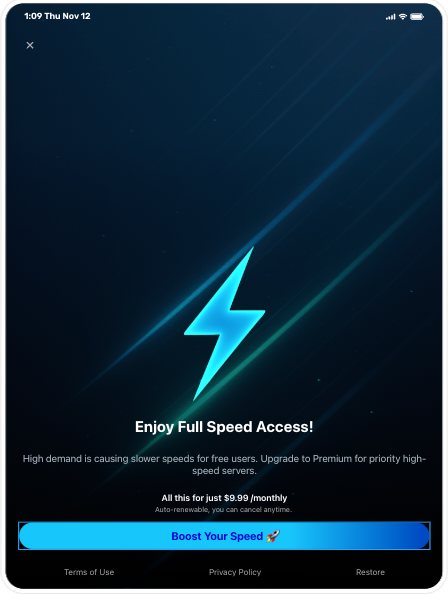 1:09 Thu Nov 12
Enjoy Full Speed Access!
High demand is causing slower speeds for free users. Upgrade to Premium for priority high-
speed servers.
All this for just $9.99 /monthly
Auto-renewable, you can cancel anytime.
Boost Your Speed 🚀
Terms of Use Privacy Policy Restore